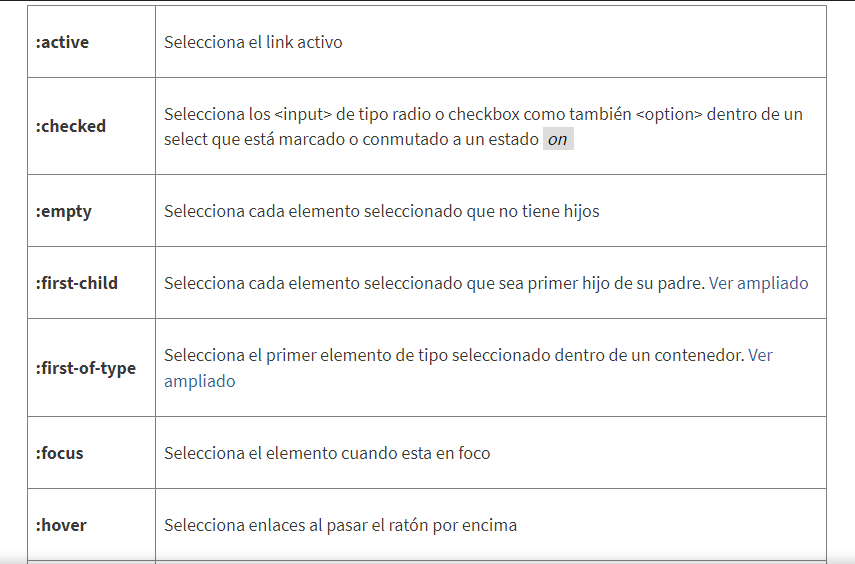 :active
Selecciona el link activo
:checked
Selecciona los <input> de tipo radio o checkbox como también <option> dentro de un
select que está marcado o conmutado a un estado on
:empty
Selecciona cada elemento seleccionado que no tiene hijos
:first-child
Selecciona cada elemento seleccionado que sea primer hijo de su padre. Ver ampliado
:first-of-type
Selecciona el primer elemento de tipo seleccionado dentro de un contenedor. Ver
ampliado
:focus
Selecciona el elemento cuando esta en foco
:hover
Selecciona enlaces al pasar el ratón por encima